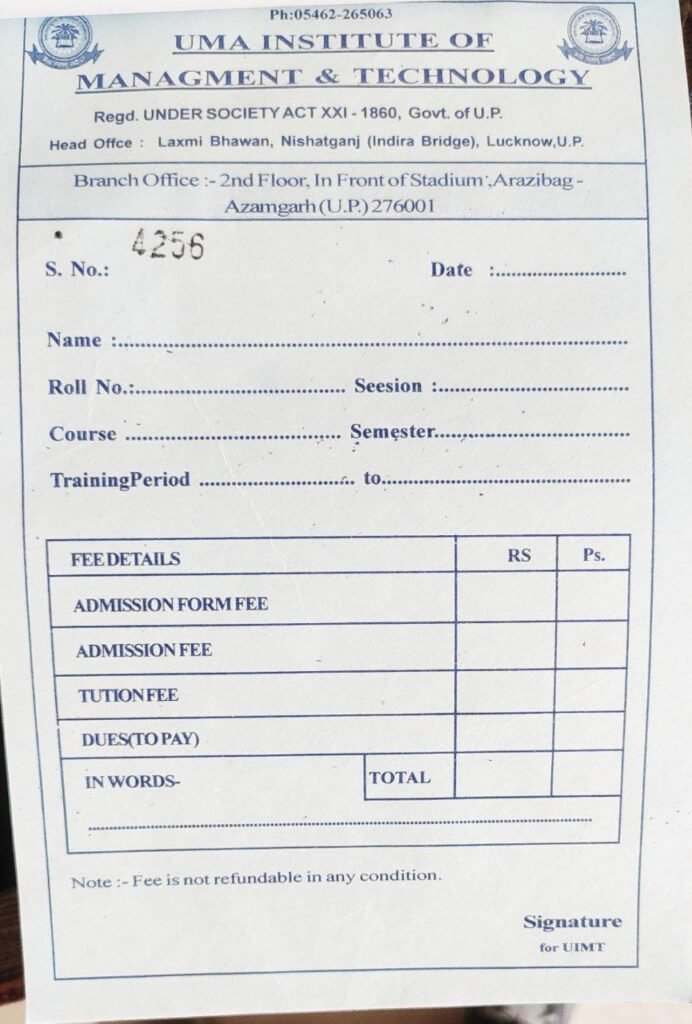 Ph:05462-265063
UMA INSTITUTE OF
MANAGMENT & TECHNOLOGY
Regd. UNDER SOCIETY ACT XXI - 1860, Govt. of U.P.
Head Offce : Laxmi Bhawan, Nishatganj (Indira Bridge), Lucknow,U.P.
Branch Office :- 2nd Floor, In Front of Stadium ,Arazibag -
Azamgarh (U.P.) 276001
4256
S. No.: Date :............................
Name :................................................................................
Roll No.:........................................ Seesion :....................................
Course ........................................ Semester....................................
TrainingPeriod ............................. to..............................................
FEE DETAILS RS Ps.
ADMISSION FORM FEE
ADMISSION FEE
TUTION FEE
DUES(TO PAY)
IN WORDS- TOTAL
................................................................................
Note :- Fee is not refundable in any condition.
Signature
for UIMT